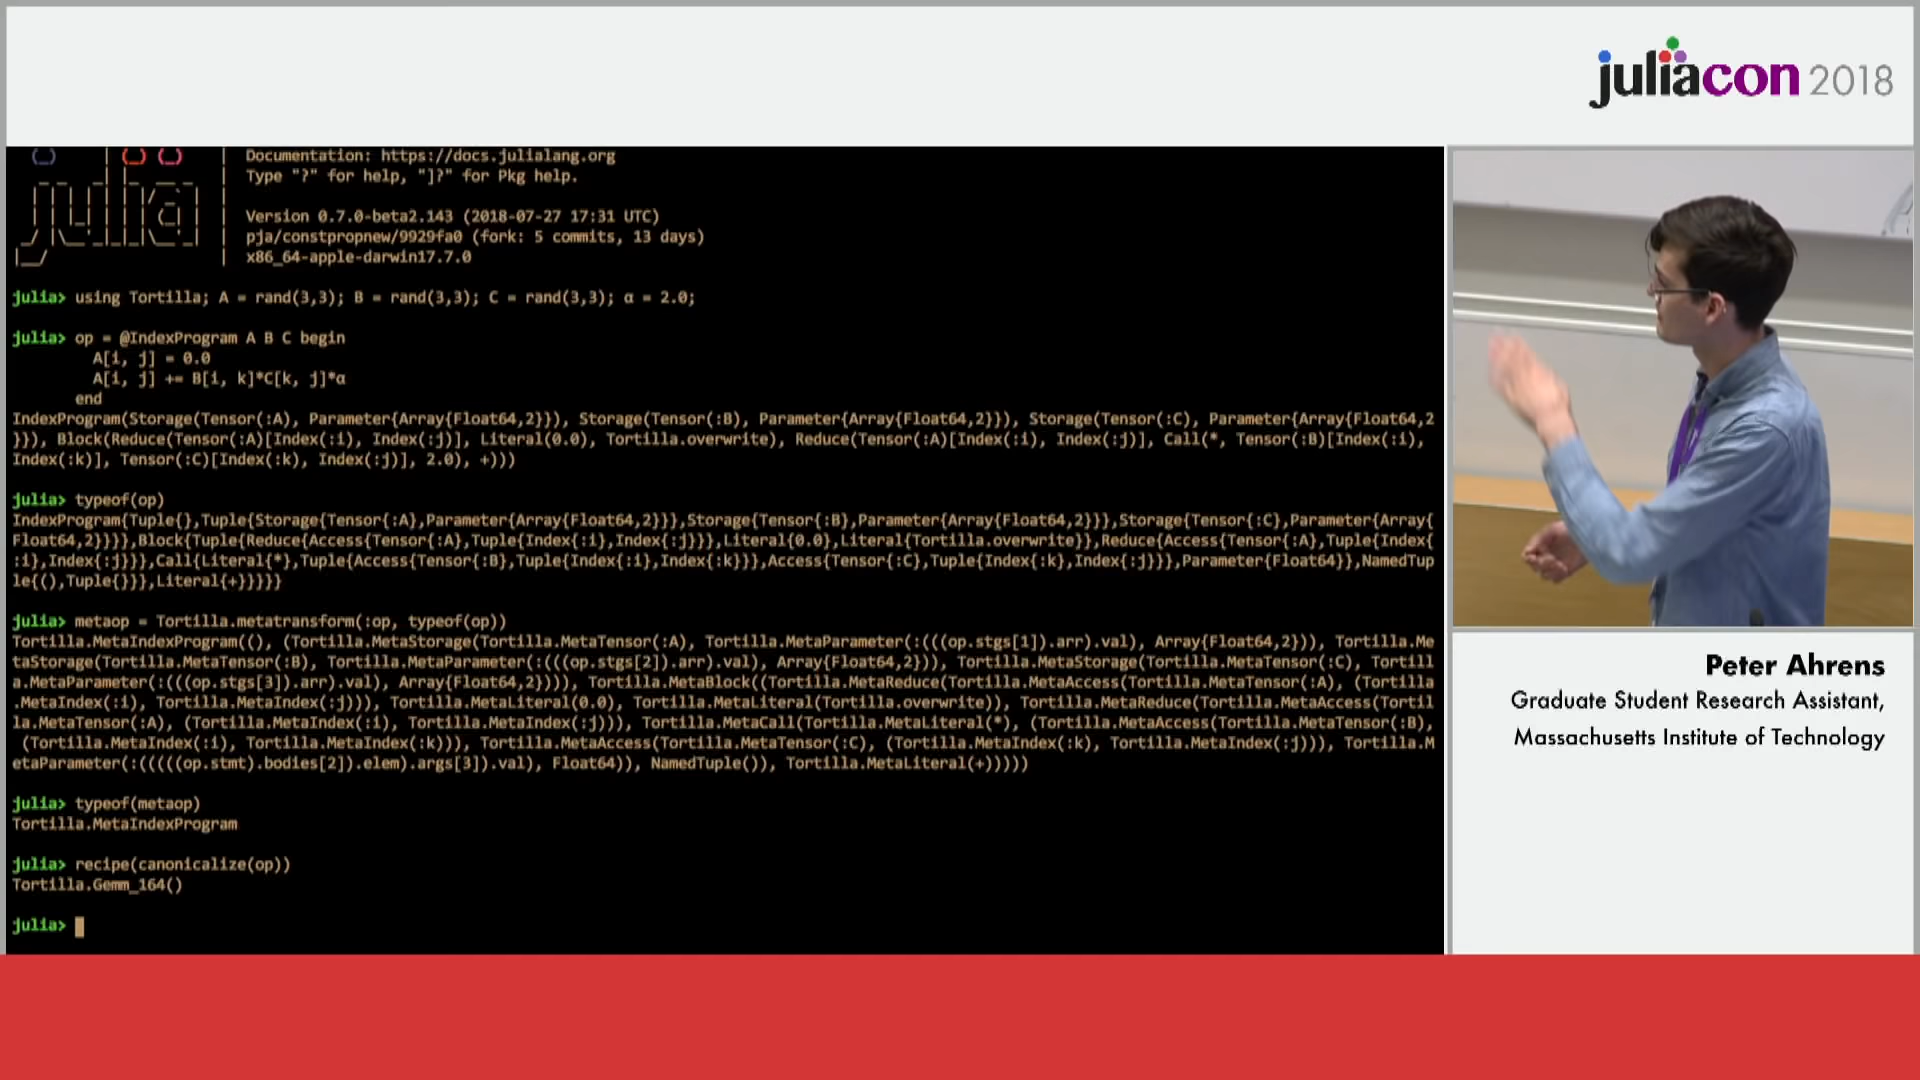 juliacon 2018
Documentation: https://docs.julialang.org
Type "?" for help, "]?" for Pkg help.
Version 0.7.0-beta2.143 (2018-07-27 17:31 UTC)
pja/constpropnew/9929fa0 (fork: 5 commits, 13 days)
x86_64-apple-darwin17.7.0
julia> using Tortilla; A = rand(3,3); B = rand(3,3); C = rand(3,3); α = 2.0;
julia> op = @IndexProgram A B C begin
A[i, j] = 0.0
A[i, j] += B[i, k]*C[k, j]*α
end
IndexProgram(Storage(Tensor(:A), Parameter{Array{Float64,2}}), Storage(Tensor(:B), Parameter{Array{Float64,2}}), Storage(Tensor(:C), Parameter{Array{Float64,2
}}), Block(Reduce(Tensor(:A)[Index(:i), Index(:j)], Literal(0.0), Tortilla.overwrite), Reduce(Tensor(:A)[Index(:i), Index(:j)], Call(*, Tensor(:B)[Index(:i),
Index(:k)], Tensor(:C)[Index(:k), Index(:j)], 2.0), +)))
julia> typeof(op)
IndexProgram{Tuple{},Tuple{Storage{Tensor{:A},Parameter{Array{Float64,2}}},Storage{Tensor{:B},Parameter{Array{Float64,2}}},Storage{Tensor{:C},Parameter{Array{
Float64,2}}}},Block{Tuple{Reduce{Access{Tensor{:A},Tuple{Index{:i},Index{:j}}},Literal{0.0},Literal{Tortilla.overwrite}},Reduce{Access{Tensor{:A},Tuple{Index{
:i},Index{:j}}},Call{Literal{*},Tuple{Access{Tensor{:B},Tuple{Index{:i},Index{:k}}},Access{Tensor{:C},Tuple{Index{:k},Index{:j}}},Parameter{Float64}},NamedTup
le{(),Tuple{}}},Literal{+}}}}}
julia> metaop = Tortilla.metatransform(:op, typeof(op))
Tortilla.MetaIndexProgram((), (Tortilla.MetaStorage(Tortilla.MetaTensor(:A), Tortilla.MetaParameter(:(((op.stgs[1]).arr).val), Array{Float64,2})), Tortilla.Me
taStorage(Tortilla.MetaTensor(:B), Tortilla.MetaParameter(:(((op.stgs[2]).arr).val), Array{Float64,2})), Tortilla.MetaStorage(Tortilla.MetaTensor(:C), Tortill
a.MetaParameter(:(((op.stgs[3]).arr).val), Array{Float64,2}))), Tortilla.MetaBlock((Tortilla.MetaReduce(Tortilla.MetaAccess(Tortilla.MetaTensor(:A), (Tortilla
.MetaIndex(:i), Tortilla.MetaIndex(:j))), Tortilla.MetaLiteral(0.0), Tortilla.MetaLiteral(Tortilla.overwrite)), Tortilla.MetaReduce(Tortilla.MetaAccess(Tortil
la.MetaTensor(:A), (Tortilla.MetaIndex(:i), Tortilla.MetaIndex(:j))), Tortilla.MetaCall(Tortilla.MetaLiteral(*), (Tortilla.MetaAccess(Tortilla.MetaTensor(:B),
(Tortilla.MetaIndex(:i), Tortilla.MetaIndex(:k))), Tortilla.MetaAccess(Tortilla.MetaTensor(:C), (Tortilla.MetaIndex(:k), Tortilla.MetaIndex(:j))), Tortilla.M
etaParameter(:(((((op.stmt).bodies[2]).elem).args[3]).val), Float64)), NamedTuple()), Tortilla.MetaLiteral(+)))))
julia> typeof(metaop)
Tortilla.MetaIndexProgram
julia> recipe(canonicalize(op))
Tortilla.Gemm_164()
julia>
Peter Ahrens
Graduate Student Research Assistant,
Massachusetts Institute of Technology